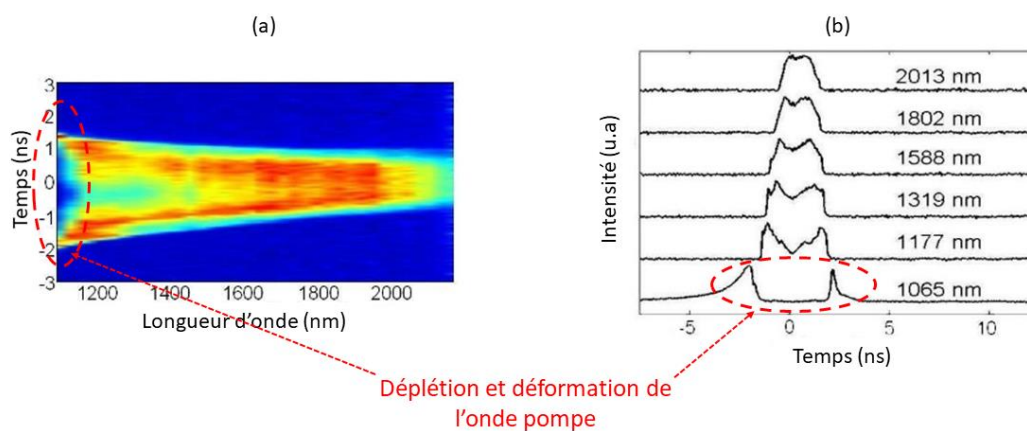 (a)
(b)
Temps (ns)
3
2
1
0
-1
-2
-3
1200
1400
1600
1800
2000
Longueur d'onde (nm)
Intensité (u.a)
2013 nm
1802 nm
1588 nm
1319 nm
1177 nm
1065 nm
-5
0
5
10
Temps (ns)
Déplétion et déformation de
l'onde pompe